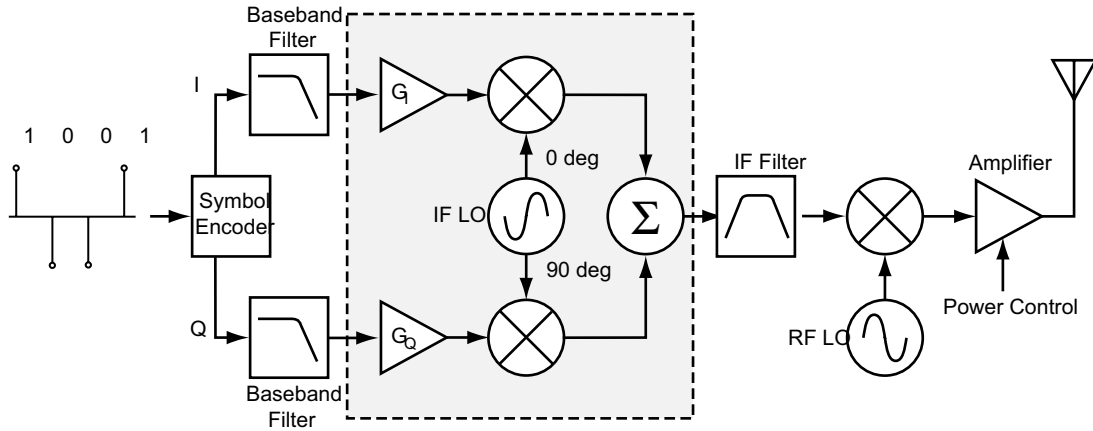 Baseband
Filter
I
G_I
1 0 0 1
0 deg
IF Filter
Amplifier
Symbol
Encoder
IF LO
Σ
90 deg
Power Control
Q
G_Q
RF LO
Baseband
Filter